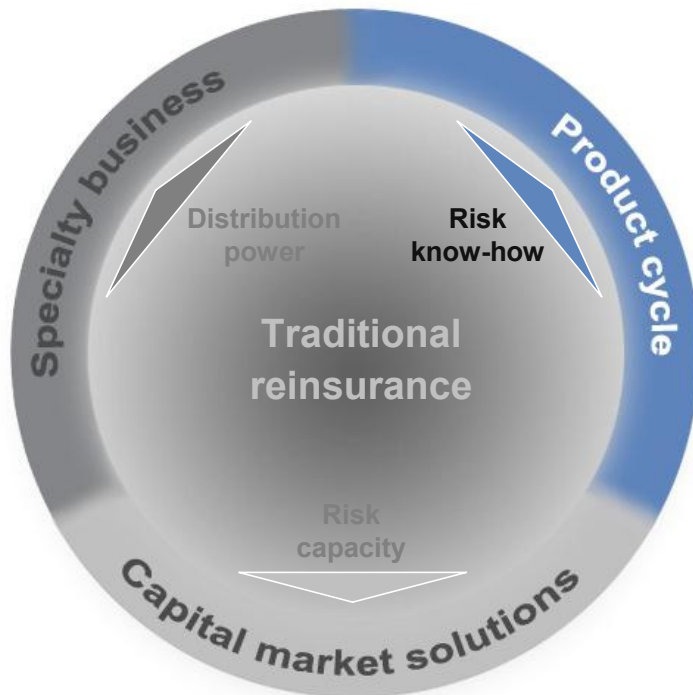 Specialty business
Product cycle
Distribution
power
Risk
know-how
Traditional
reinsurance
Risk
capacity
Capital market solutions